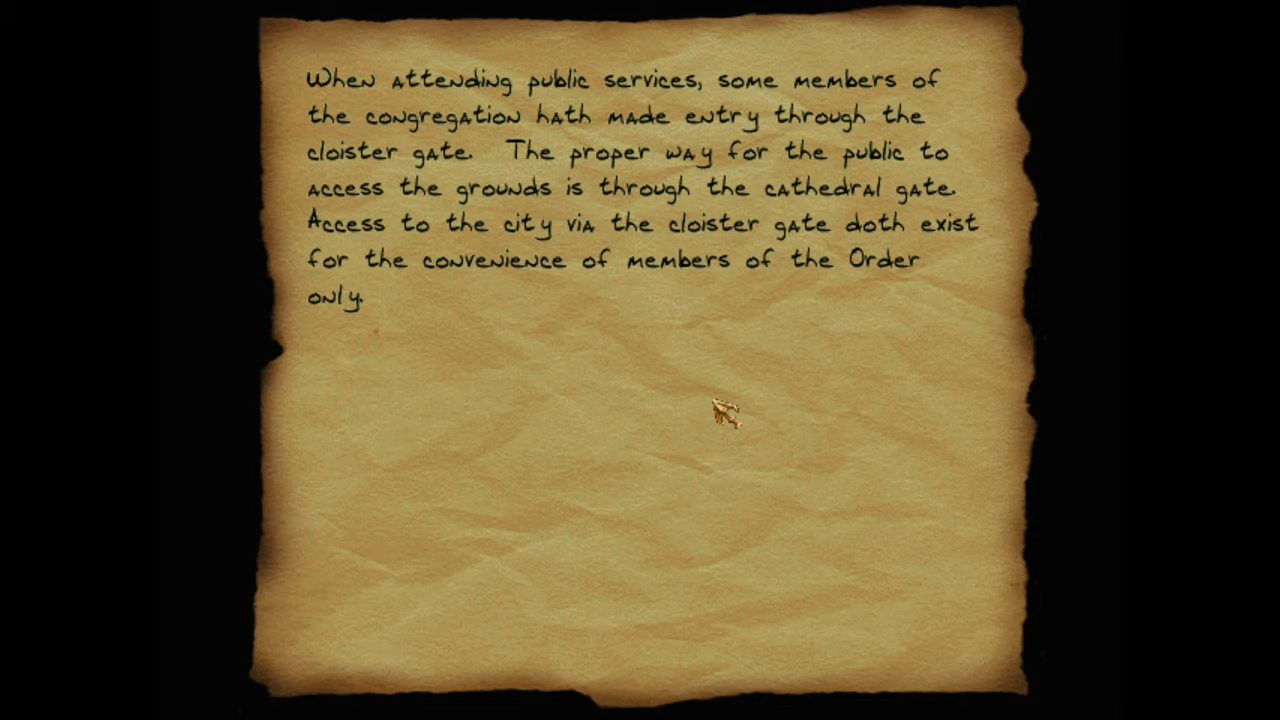 When attending public services, some members of
the congregation hath made entry through the
cloister gate.  The proper way for the public to
access the grounds is through the cathedral gate.
Access to the city via the cloister gate doth exist
for the convenience of members of the Order
only.